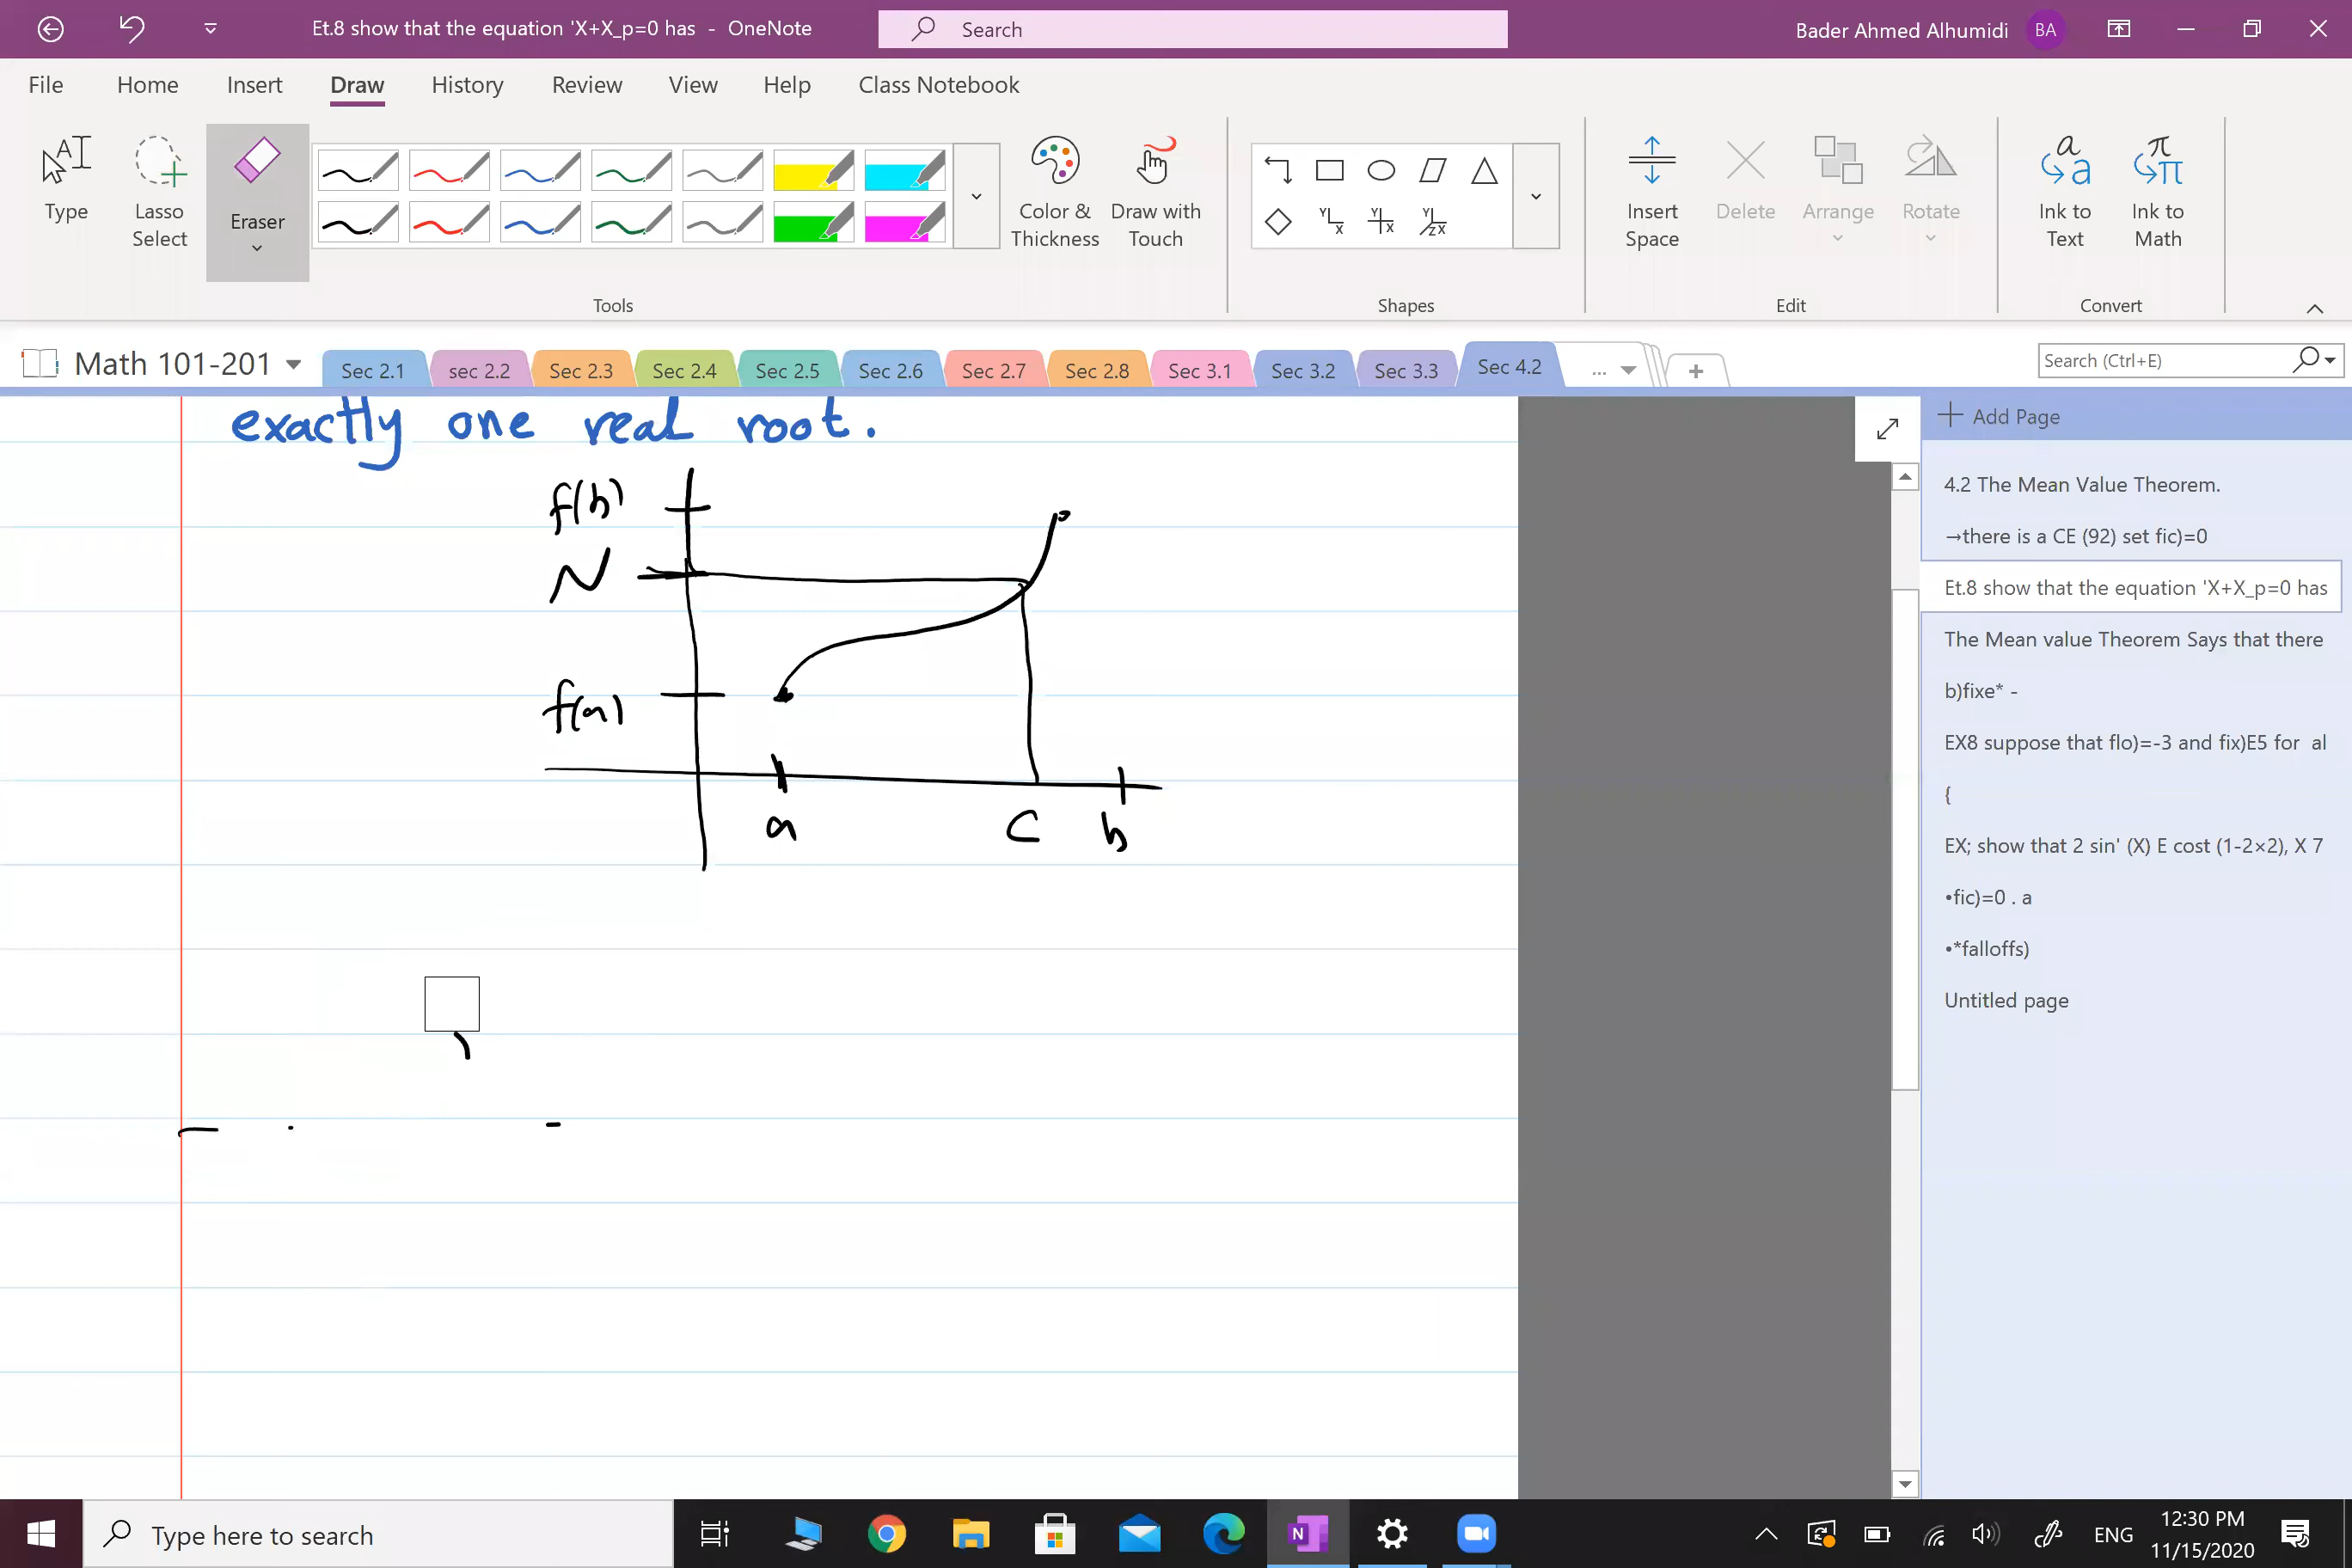 Et.8 show that the equation 'X+X_p=0 has - OneNote
Search
Bader Ahmed Alhumidi BA
File Home Insert Draw History Review View Help Class Notebook
Type
Lasso Select
Eraser
Color & Thickness
Draw with Touch
Insert Space
Delete
Arrange
Rotate
Ink to Text
Ink to Math
Tools
Shapes
Edit
Convert
Math 101-201
Sec 2.1 sec 2.2 Sec 2.3 Sec 2.4 Sec 2.5 Sec 2.6 Sec 2.7 Sec 2.8 Sec 3.1 Sec 3.2 Sec 3.3 Sec 4.2 ... +
Search (Ctrl+E)
exactly one real root.
f(b)
N
f(a)
a c b
Add Page
4.2 The Mean Value Theorem.
→there is a CE (92) set fic)=0
Et.8 show that the equation 'X+X_p=0 has
The Mean value Theorem Says that there
b)fixe* -
EX8 suppose that flo)=-3 and fix)E5 for al
{
EX; show that 2 sin' (X) E cost (1-2×2), X 7
•fic)=0 . a
•*falloffs)
Untitled page
Type here to search
ENG
12:30 PM
11/15/2020